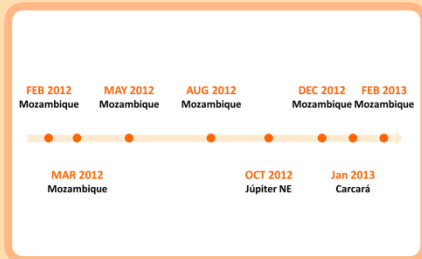 FEB 2012
Mozambique
MAY 2012
Mozambique
AUG 2012
Mozambique
DEC 2012
Mozambique
FEB 2013
Mozambique
MAR 2012
Mozambique
OCT 2012
Júpiter NE
Jan 2013
Carcará